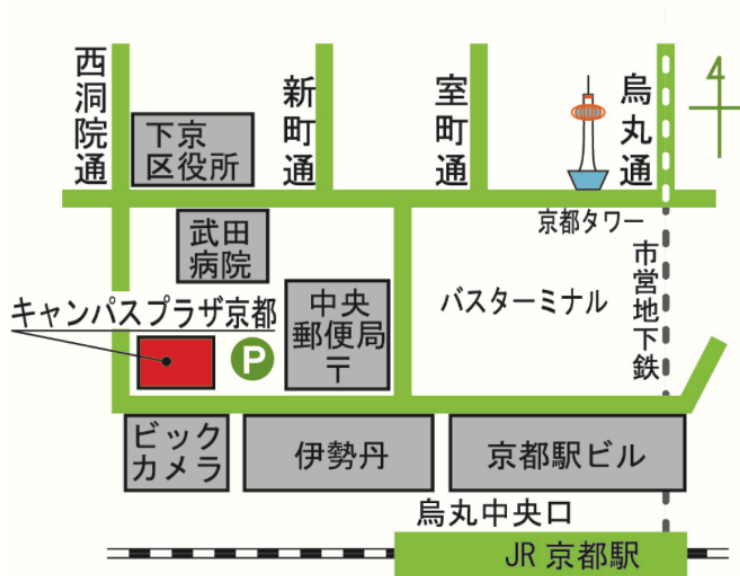 西洞院通
新町通
室町通
烏丸通
4
下京
区役所
京都タワー
武田
病院
市営地下鉄
バスターミナル
キャンパスプラザ京都
中央
郵便局
〒
P
ビック
カメラ
伊勢丹
京都駅ビル
烏丸中央口
JR 京都駅